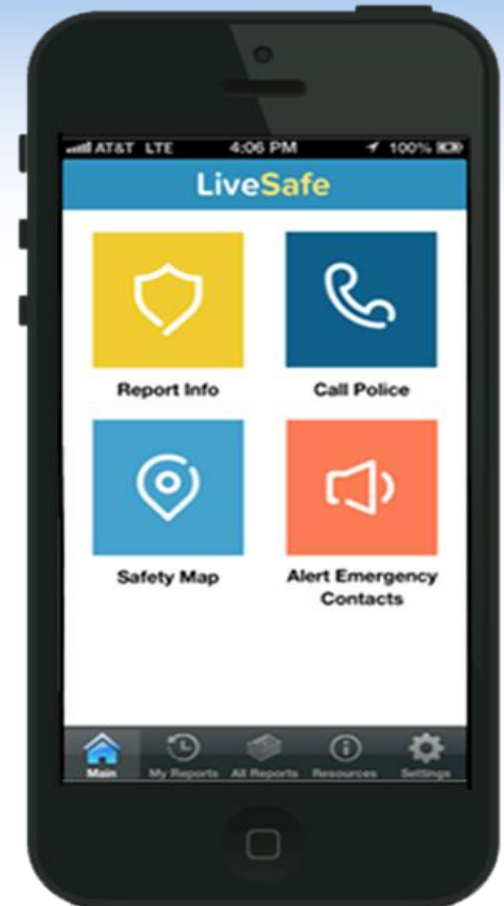 AT&T LTE 4:06 PM 100%
LiveSafe
Report Info
Call Police
Safety Map
Alert Emergency
Contacts
Main My Reports All Reports Resources Settings